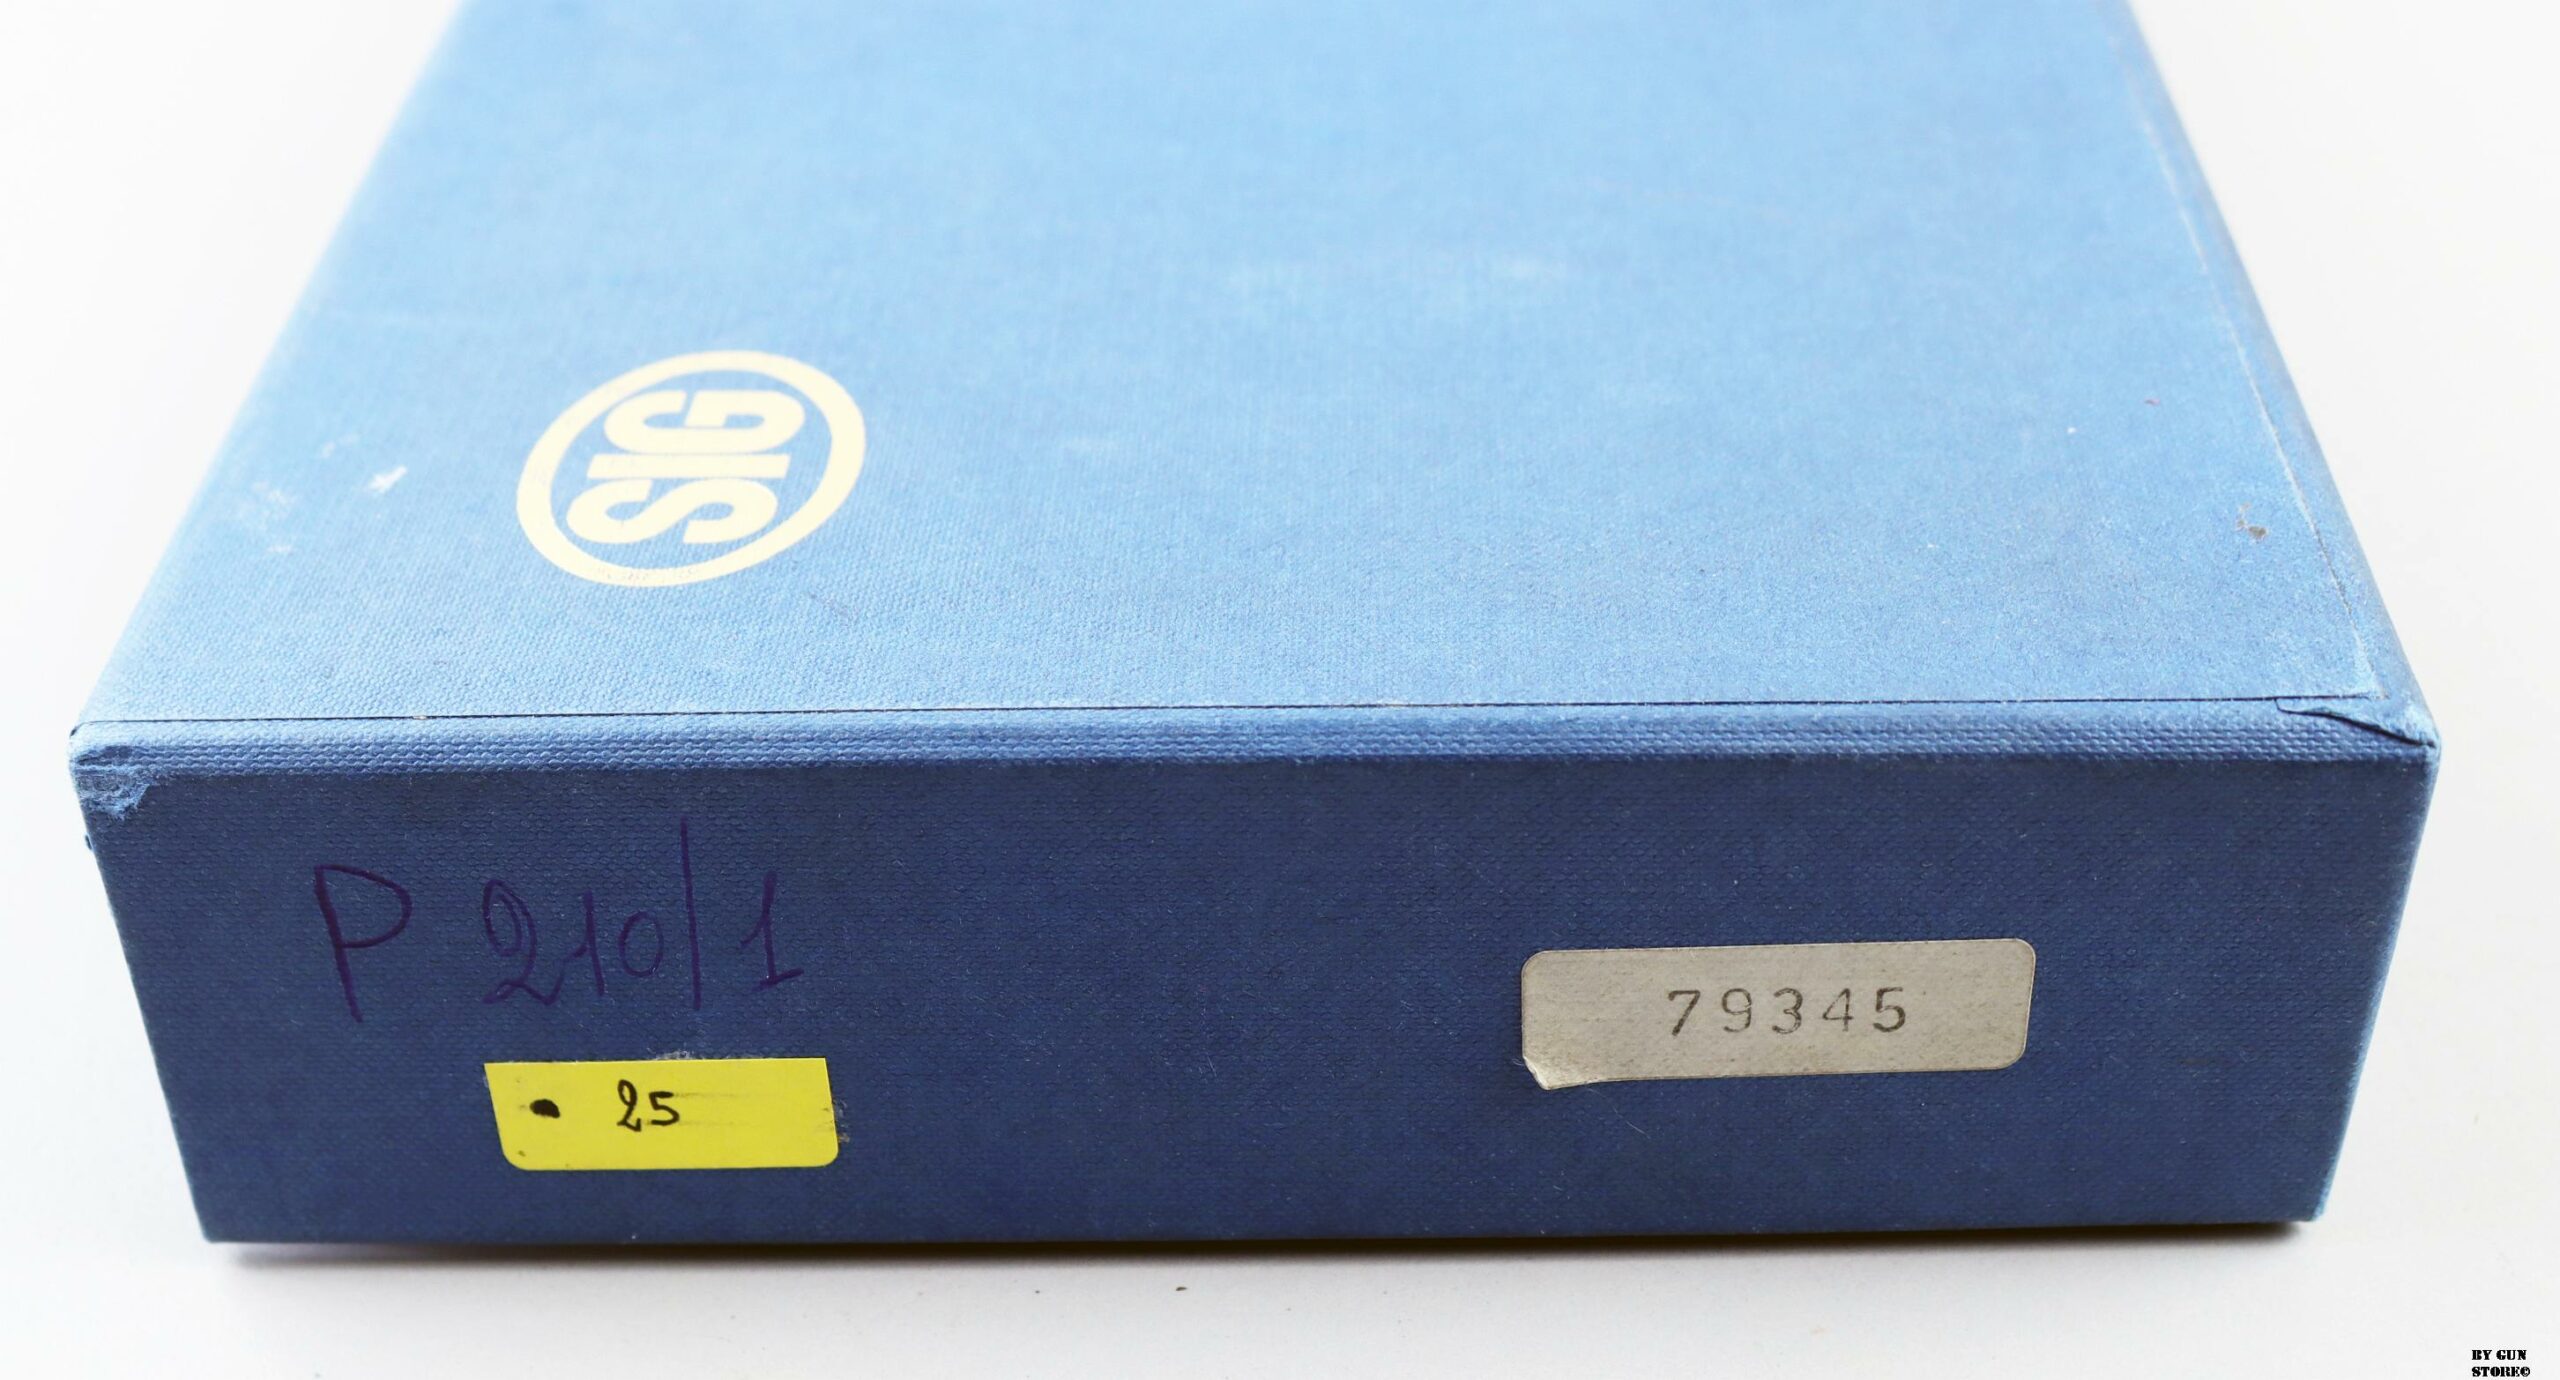 SIG
P 210/1
79345
25
BY GUN
STORE©